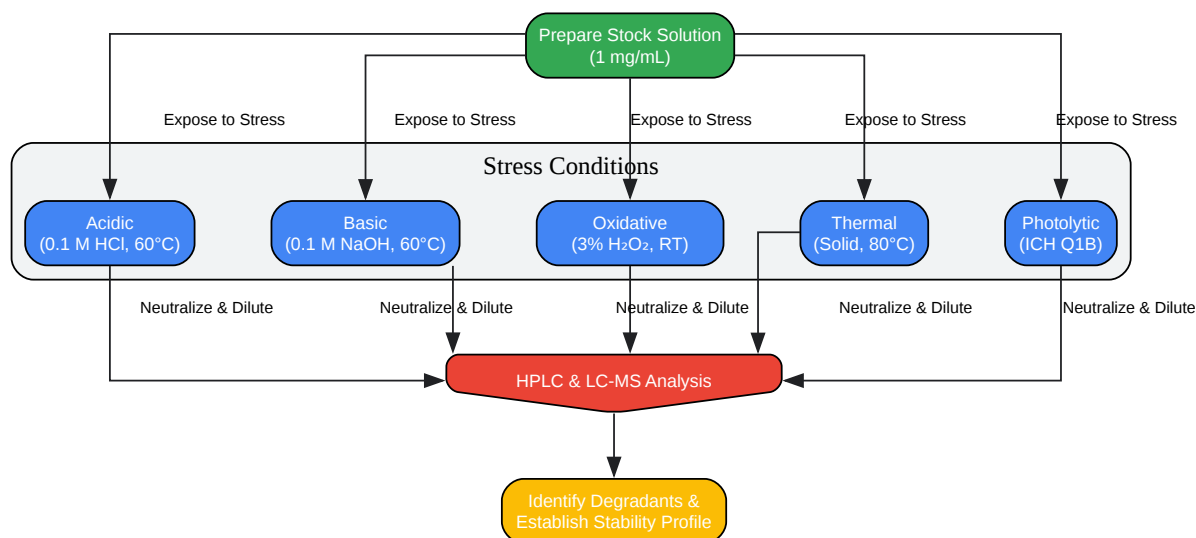 Prepare Stock Solution
(1 mg/mL)
Expose to Stress
Expose to Stress
Expose to Stress
Expose to Stress
Expose to Stress
Stress Conditions
Acidic
(0.1 M HCl, 60°C)
Basic
(0.1 M NaOH, 60°C)
Oxidative
(3% H₂O₂, RT)
Thermal
(Solid, 80°C)
Photolytic
(ICH Q1B)
Neutralize & Dilute
Neutralize & Dilute
Neutralize & Dilute
Neutralize & Dilute
Neutralize & Dilute
HPLC & LC-MS Analysis
Identify Degradants &
Establish Stability Profile